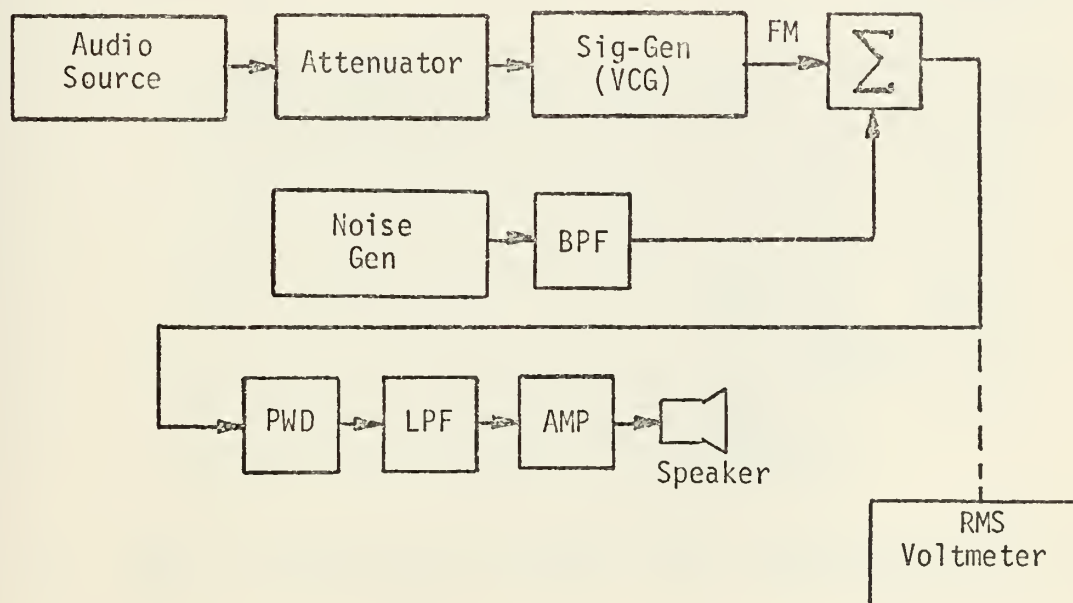 Audio
Source
Attenuator
Sig-Gen
(VCG)
FM
Σ
Noise
Gen
BPF
PWD
LPF
AMP
Speaker
RMS
Voltmeter